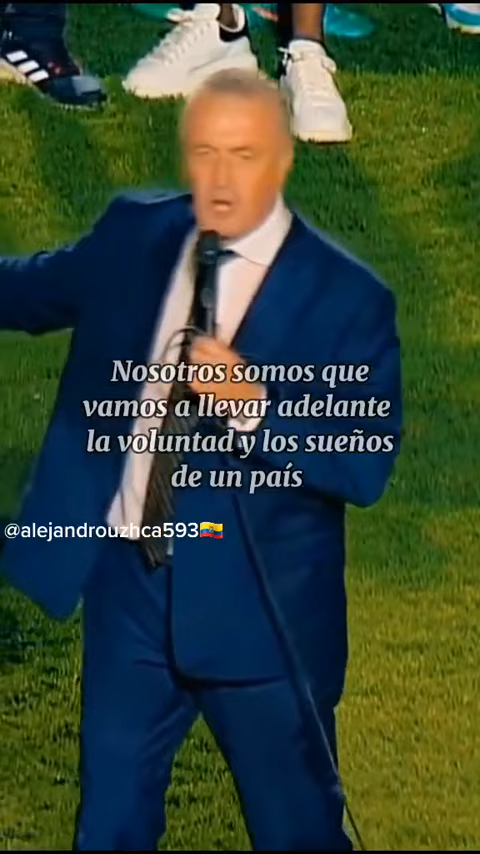 Nosotros somos que
vamos a llevar adelante
la voluntad y los sueños
de un país
@alejandrouzhca593🇪🇨